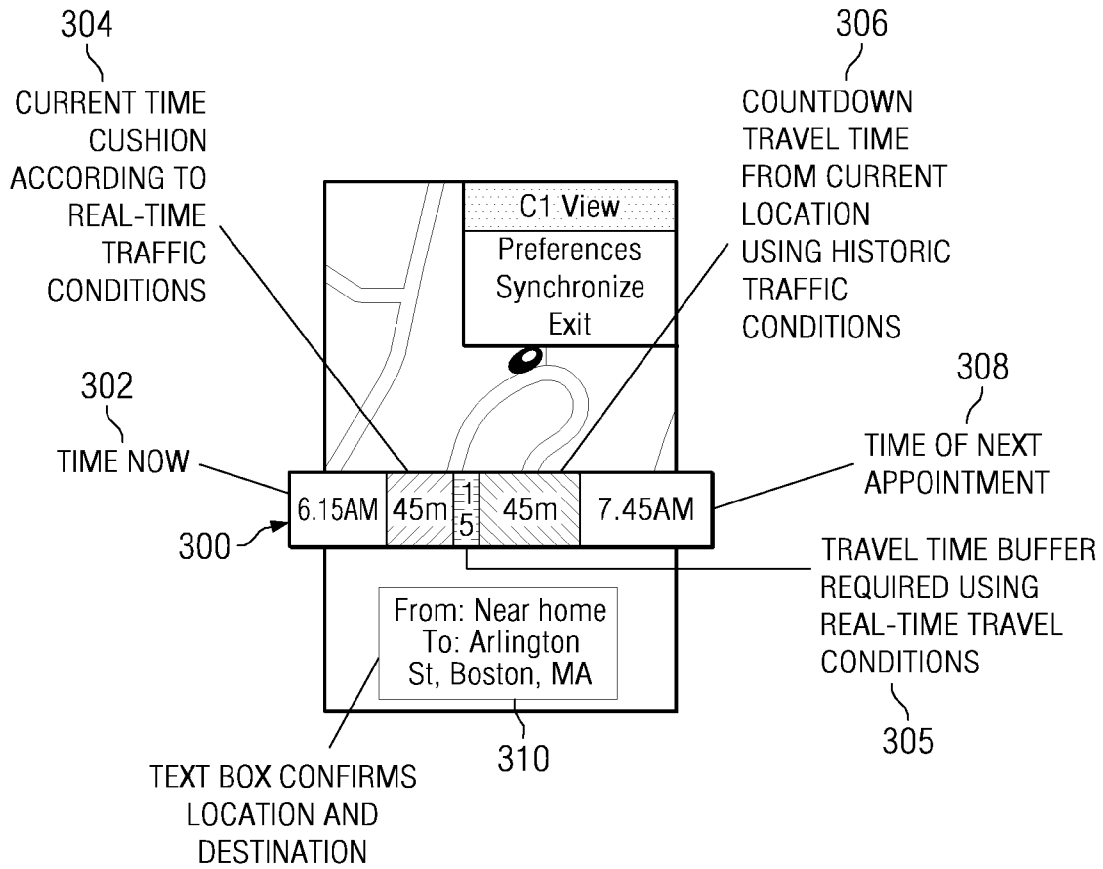 304
CURRENT TIME
CUSHION
ACCORDING TO
REAL-TIME
TRAFFIC
CONDITIONS
306
COUNTDOWN
TRAVEL TIME
FROM CURRENT
LOCATION
USING HISTORIC
TRAFFIC
CONDITIONS
C1 View
Preferences
Synchronize
Exit
302
TIME NOW
308
TIME OF NEXT
APPOINTMENT
300
6.15AM
45m
1
5
45m
7.45AM
TRAVEL TIME BUFFER
REQUIRED USING
REAL-TIME TRAVEL
CONDITIONS
305
From: Near home
To: Arlington
St, Boston, MA
310
TEXT BOX CONFIRMS
LOCATION AND
DESTINATION